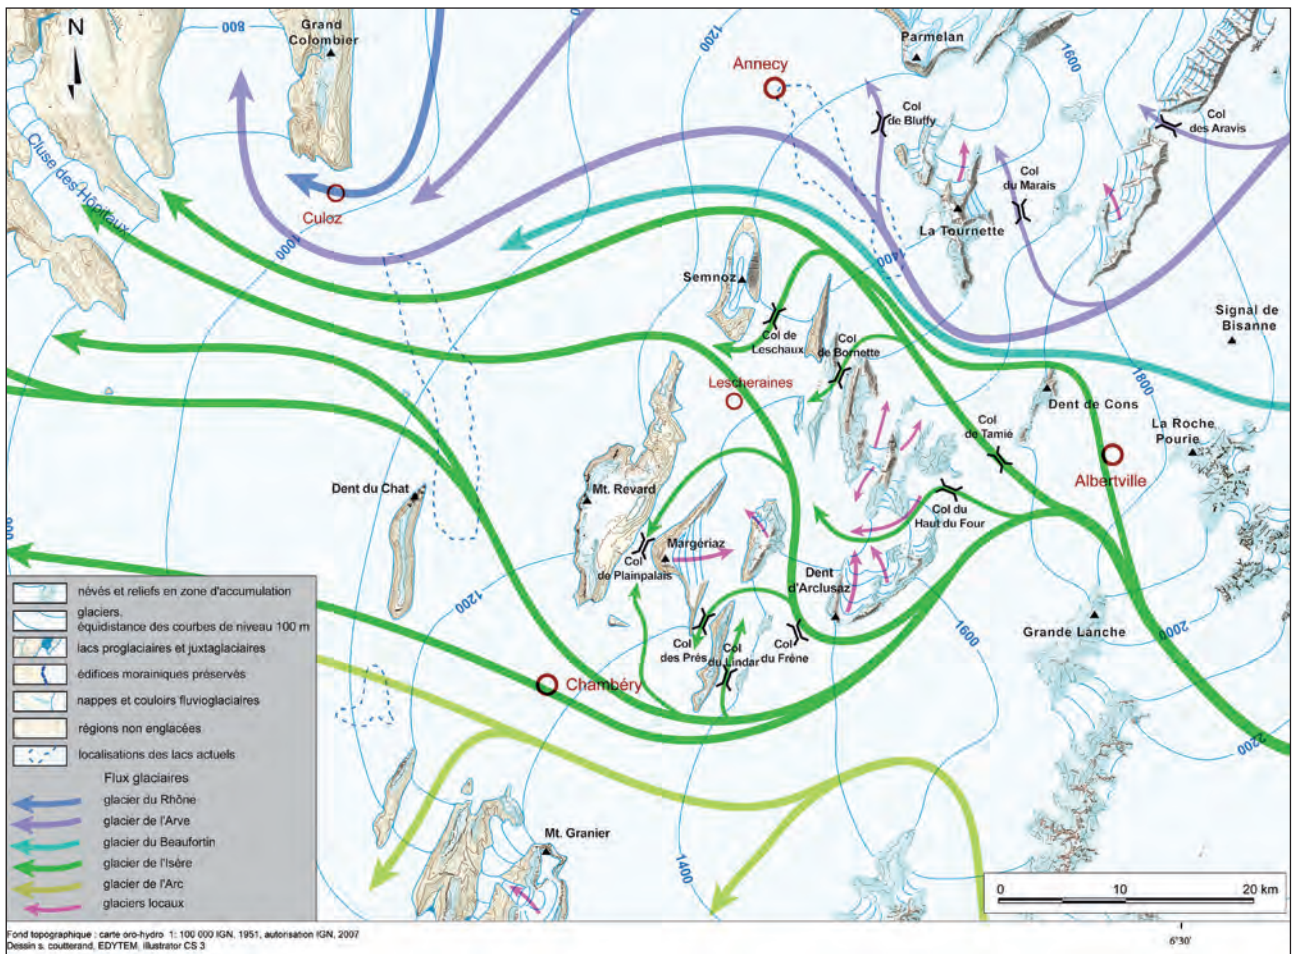 N
800
Grand
Colombier
1200
Annecy
Parmelan
1600
Col
de Bluffy
Col
des Aravis
Cluse des Hôpitaux
Culoz
1000
Col
du Marais
La Tournette
1400
Semnoz
Col de
Leschaux
Col
de Bornette
Signal de
Bisanne
Lescheraines
1800
Dent de Cons
La Roche
Pourie
Col
de Tamié
Albertville
Dent du Chat
Mt. Revard
Col du
Haut du Four
Margériaz
Col
de Plainpalais
Dent
d'Arclusaz
1200
Grande Lanche
2000
Col
des Prés
Col
du Lindar
Col
du Frêne
1600
Chambéry
2200
Mt. Granier
1400
névés et reliefs en zone d'accumulation
glaciers,
équidistance des courbes de niveau 100 m
lacs proglaciaires et juxtaglaciaires
édifices morainiques préservés
nappes et couloirs fluvioglaciaires
régions non englacées
localisations des lacs actuels
Flux glaciaires
glacier du Rhône
glacier de l'Arve
glacier du Beaufortin
glacier de l'Isère
glacier de l'Arc
glaciers locaux
0 10 20 km
Fond topographique : carte oro-hydro 1: 100 000 IGN, 1951, autorisation IGN, 2007
Dessin s. coutterand, EDYTEM, illustrator CS 3
6°30'